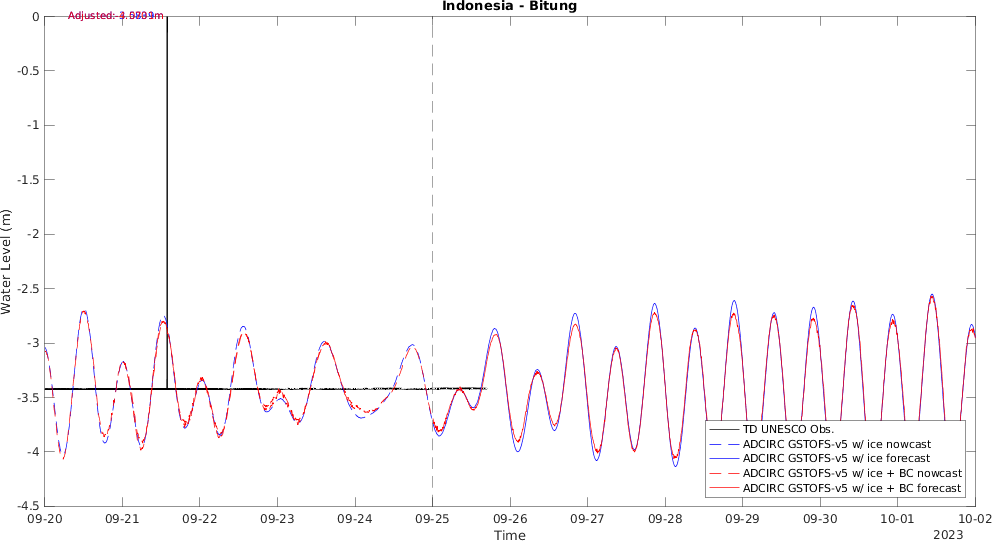 Indonesia - Bitung
Adjusted:
0
-0.5
-1
-1.5
-2
-2.5
-3
-3.5
-4
-4.5
Water Level (m)
TD UNESCO Obs.
ADCIRC GSTOFS-v5 w/ ice nowcast
ADCIRC GSTOFS-v5 w/ ice forecast
ADCIRC GSTOFS-v5 w/ ice + BC nowcast
ADCIRC GSTOFS-v5 w/ ice + BC forecast
09-20 09-21 09-22 09-23 09-24 09-25 09-26 09-27 09-28 09-29 09-30 10-01 10-02
Time
2023